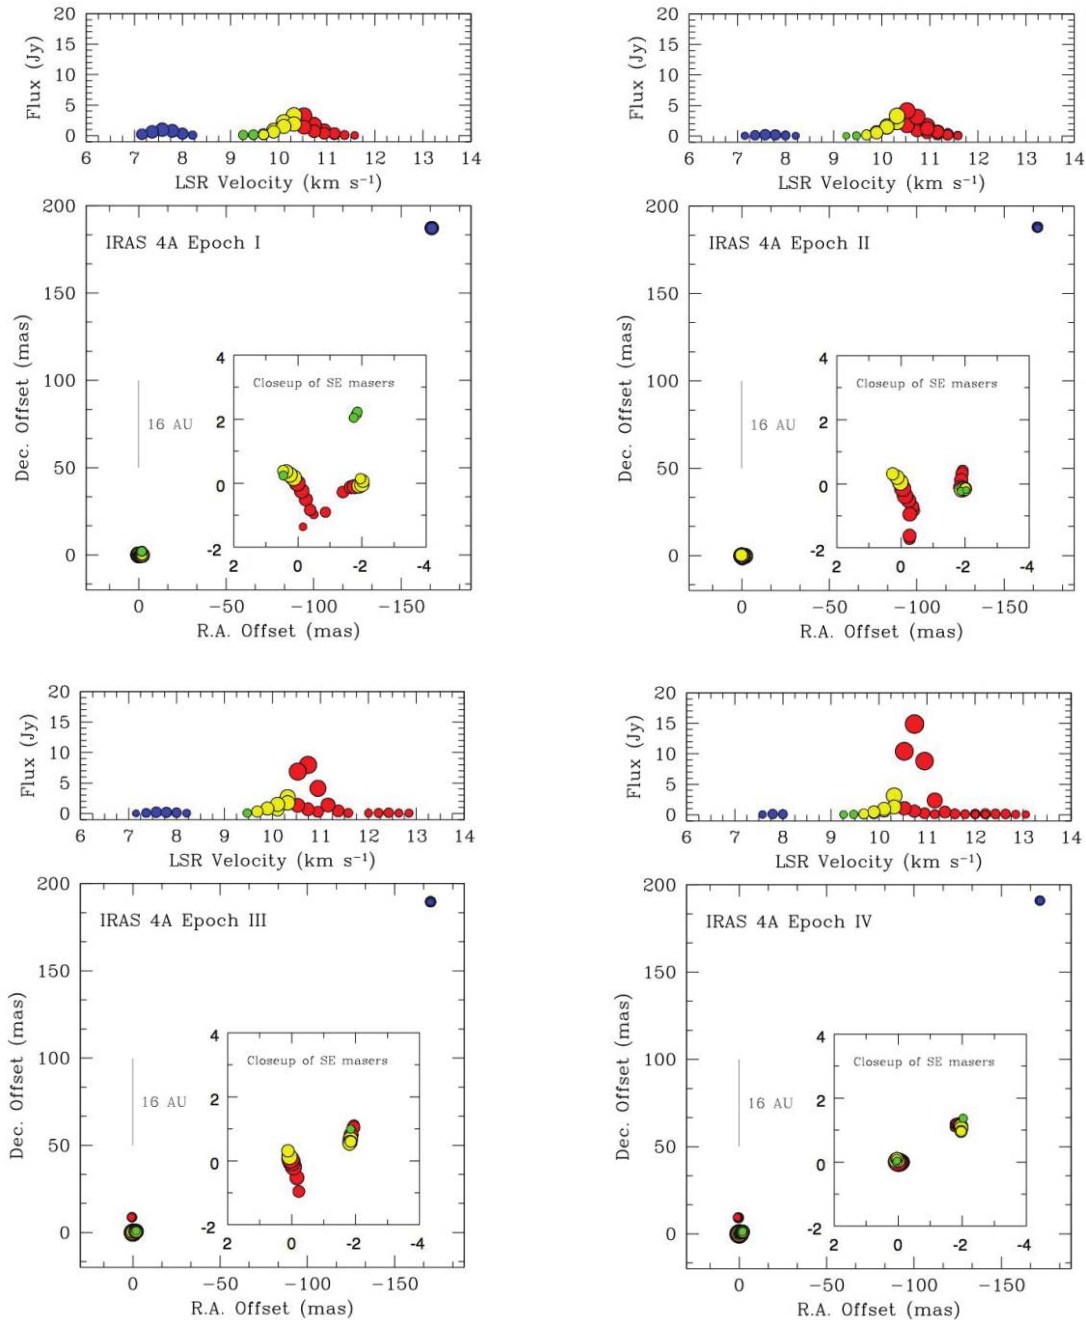 20
15
10
5
0
Flux (Jy)
6 7 8 9 10 11 12 13 14
LSR Velocity (km s⁻¹)
200
150
100
50
0
Dec. Offset (mas)
IRAS 4A Epoch I
16 AU
Closeup of SE masers
4
2
0
-2
2 0 -2 -4
0 −50 −100 −150
R.A. Offset (mas)
20
15
10
5
0
Flux (Jy)
6 7 8 9 10 11 12 13 14
LSR Velocity (km s⁻¹)
200
150
100
50
0
Dec. Offset (mas)
IRAS 4A Epoch II
16 AU
Closeup of SE masers
4
2
0
-2
2 0 -2 -4
0 −50 −100 −150
R.A. Offset (mas)
20
15
10
5
0
Flux (Jy)
6 7 8 9 10 11 12 13 14
LSR Velocity (km s⁻¹)
200
150
100
50
0
Dec. Offset (mas)
IRAS 4A Epoch III
16 AU
Closeup of SE masers
4
2
0
-2
2 0 -2 -4
0 −50 −100 −150
R.A. Offset (mas)
20
15
10
5
0
Flux (Jy)
6 7 8 9 10 11 12 13 14
LSR Velocity (km s⁻¹)
200
150
100
50
0
Dec. Offset (mas)
IRAS 4A Epoch IV
16 AU
Closeup of SE masers
4
2
0
-2
2 0 -2 -4
0 −50 −100 −150
R.A. Offset (mas)